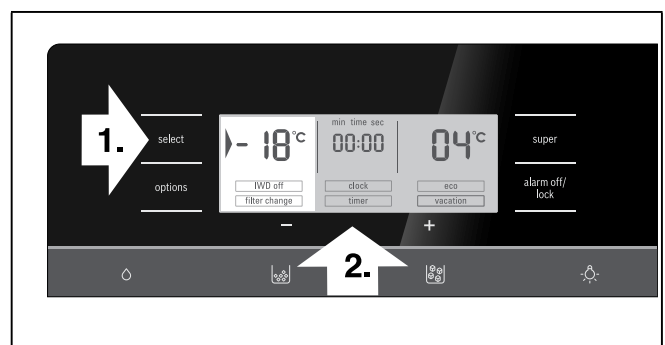 1.
select
options
- 18°C
min time sec
00:00
04°C
IWD off
filter change
clock
timer
eco
vacation
super
alarm off/
lock
−
+
2.